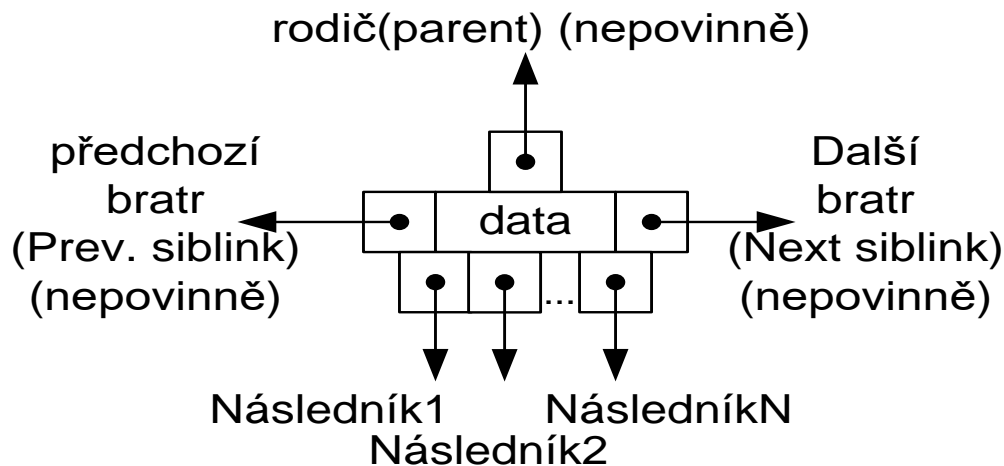 rodič(parent) (nepovinně)
předchozí
bratr
(Prev. siblink)
(nepovinně)
data
Další
bratr
(Next siblink)
(nepovinně)
...
Následník1
NásledníkN
Následník2